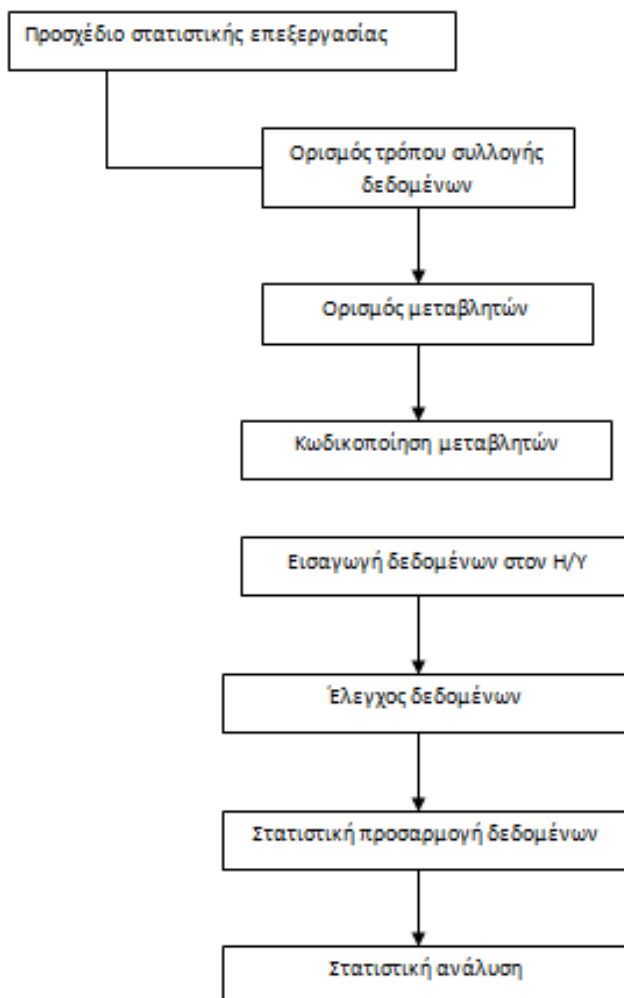 Προσχέδιο στατιστικής επεξεργασίας
Ορισμός τρόπου συλλογής
δεδομένων
Ορισμός μεταβλητών
Κωδικοποίηση μεταβλητών
Εισαγωγή δεδομένων στον Η/Υ
Έλεγχος δεδομένων
Στατιστική προσαρμογή δεδομένων
Στατιστική ανάλυση